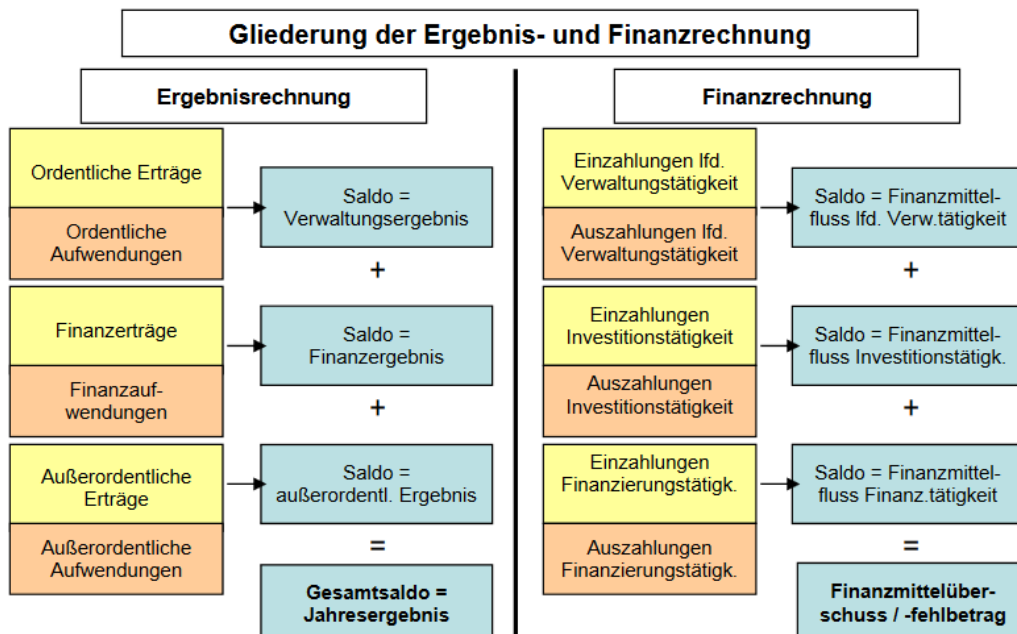 Gliederung der Ergebnis- und Finanzrechnung
Ergebnisrechnung
Ordentliche Erträge
Ordentliche
Aufwendungen
Saldo =
Verwaltungsergebnis
+
Finanzerträge
Finanzauf-
wendungen
Saldo =
Finanzergebnis
+
Außerordentliche
Erträge
Außerordentliche
Aufwendungen
Saldo =
außerordentl. Ergebnis
=
Gesamtsaldo =
Jahresergebnis
Finanzrechnung
Einzahlungen lfd.
Verwaltungstätigkeit
Auszahlungen lfd.
Verwaltungstätigkeit
Saldo = Finanzmittel-
fluss lfd. Verw.tätigkeit
+
Einzahlungen
Investitionstätigkeit
Auszahlungen
Investitionstätigkeit
Saldo = Finanzmittel-
fluss Investitionstätigk.
+
Einzahlungen
Finanzierungstätigk.
Auszahlungen
Finanzierungstätigk.
Saldo = Finanzmittel-
fluss Finanz.tätigkeit
=
Finanzmittelüber-
schuss / -fehlbetrag